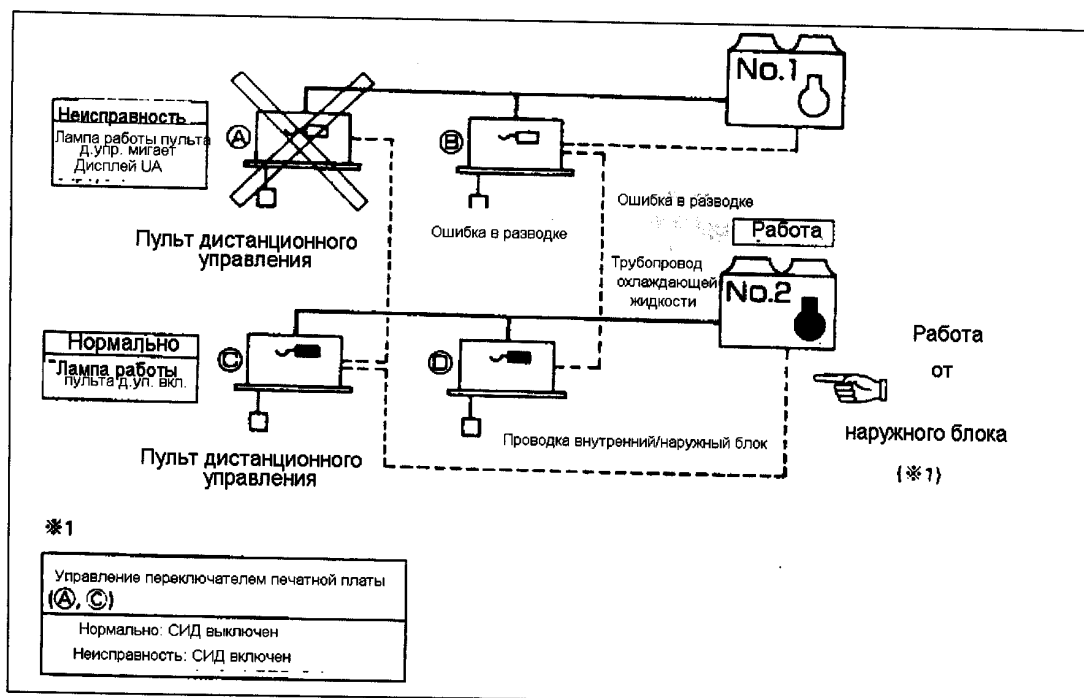 No.1
Неисправность
Лампа работы пульта
д.упр. мигает
Дисплей UA
A
B
Пульт дистанционного
управления
Ошибка в разводке
Ошибка в разводке
Работа
Трубопровод
охлаждающей
жидкости
No.2
Нормально
Лампа работы
пульта д.уп. вкл.
C
D
Работа
от
наружного блока
(※1)
Проводка внутренний/наружный блок
Пульт дистанционного
управления
※1
Управление переключателем печатной платы
(A, C)
Нормально: СИД выключен
Неисправность: СИД включен